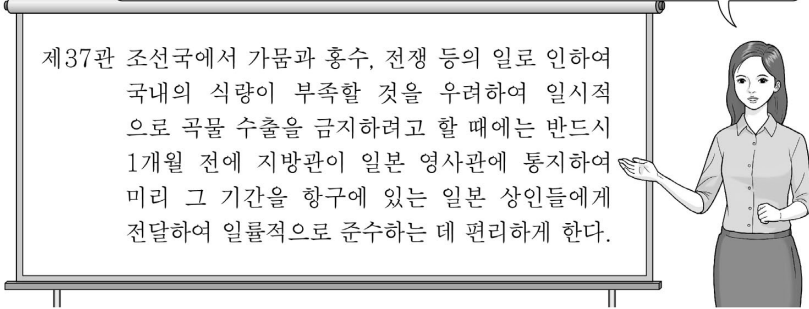 제37관 조선국에서 가뭄과 홍수, 전쟁 등의 일로 인하여
국내의 식량이 부족할 것을 우려하여 일시적
으로 곡물 수출을 금지하려고 할 때에는 반드시
1개월 전에 지방관이 일본 영사관에 통지하여
미리 그 기간을 항구에 있는 일본 상인들에게
전달하여 일률적으로 준수하는 데 편리하게 한다.